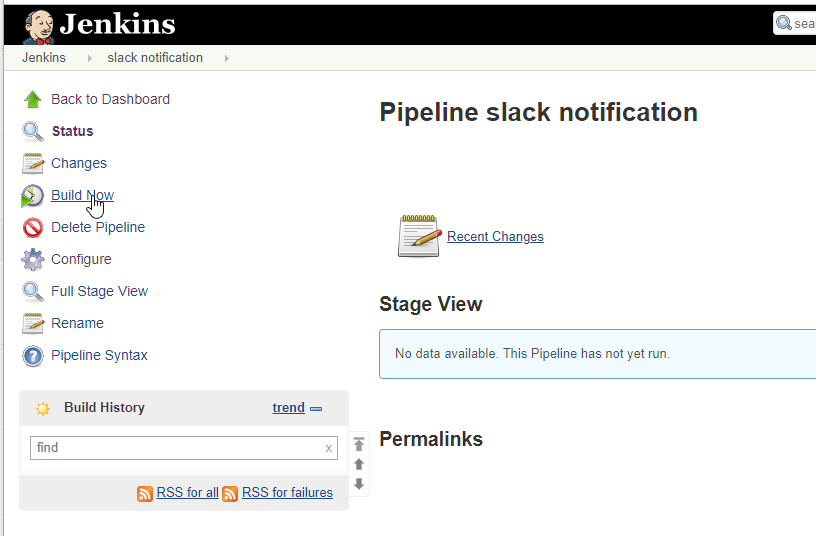 Jenkins
sea
Jenkins
slack notification
Back to Dashboard
Status
Changes
Build Now
Delete Pipeline
Configure
Full Stage View
Rename
Pipeline Syntax
Build History
trend
find
x
RSS for all
RSS for failures
Pipeline slack notification
Recent Changes
Stage View
No data available. This Pipeline has not yet run.
Permalinks